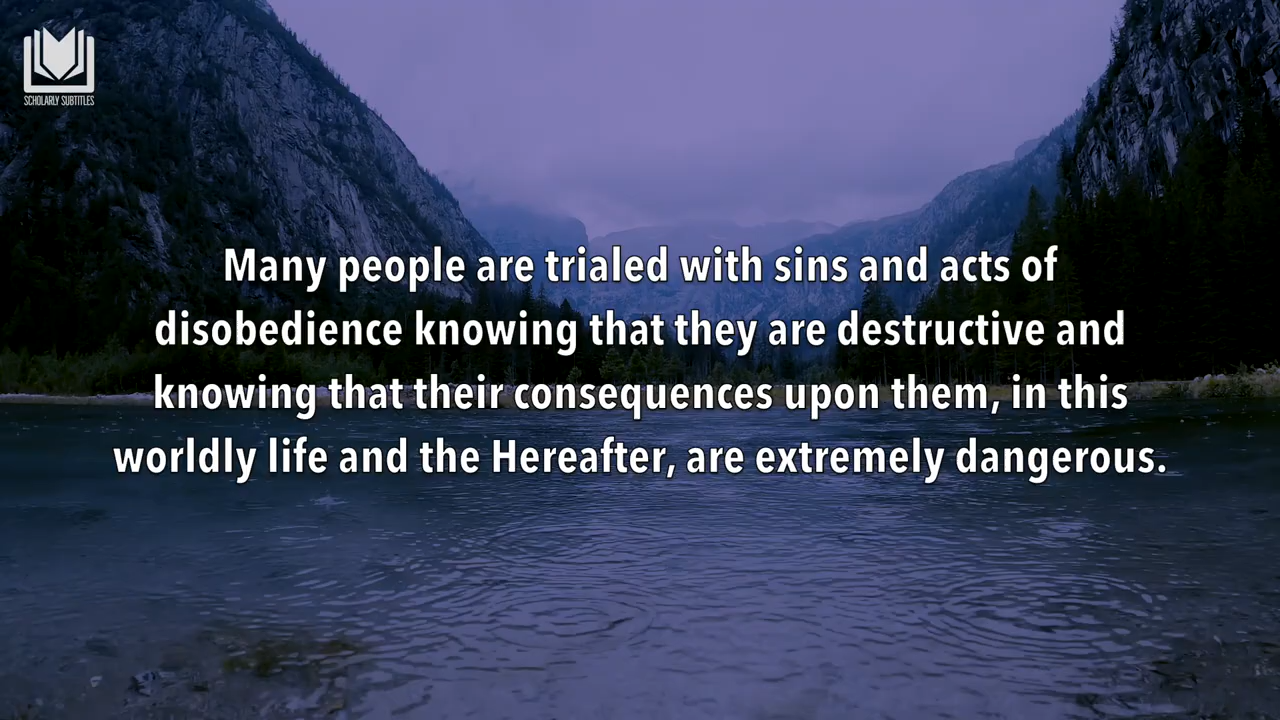 SCHOLARLY SUBTITLES
Many people are trialed with sins and acts of
disobedience knowing that they are destructive and
knowing that their consequences upon them, in this
worldly life and the Hereafter, are extremely dangerous.